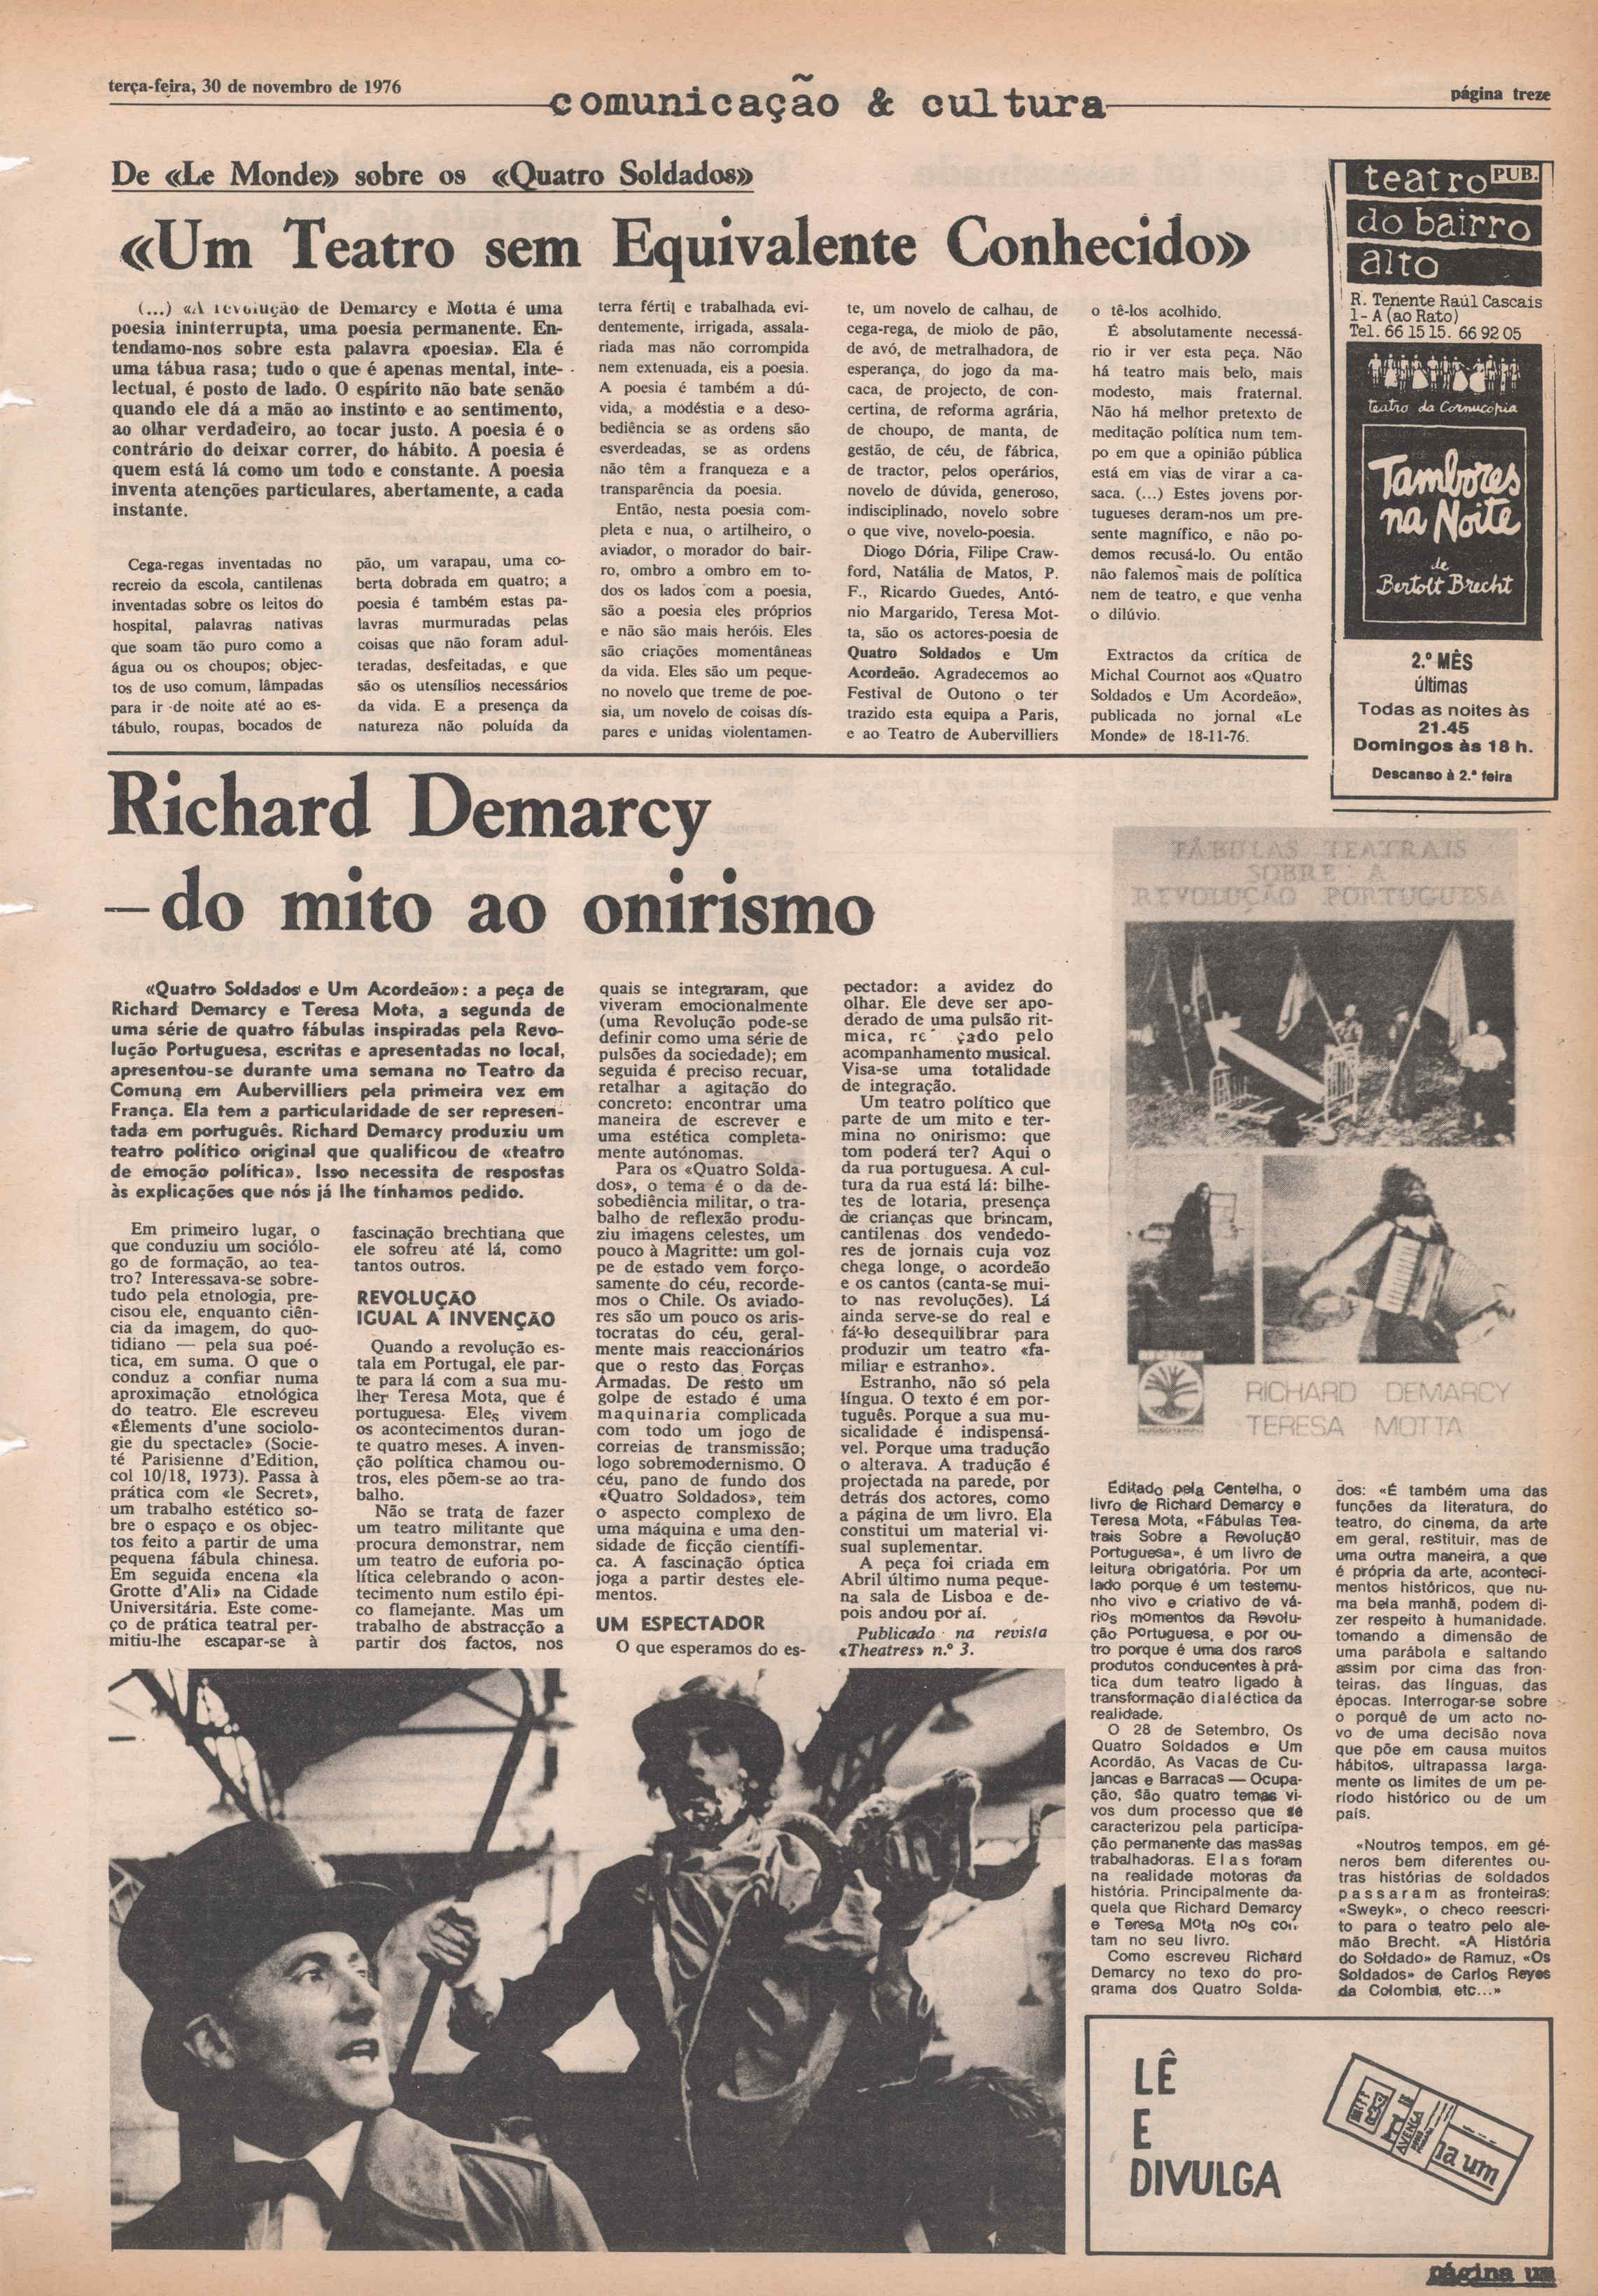 terça-feira, 30 de novembro de 1976
comunicação & cultura
página treze
De «Le Monde» sobre os «Quatro Soldados»
«Um Teatro sem Equivalente Conhecido»
(...) «A revolução de Demarcy e Motta é uma
poesia ininterrupta, uma poesia permanente. En-
tendamo-nos sobre esta palavra «poesia». Ela é
uma tábua rasa; tudo o que é apenas mental, inte-
lectual, é posto de lado. O espírito não bate senão
quando ele dá a mão ao instinto e ao sentimento,
ao olhar verdadeiro, ao tocar justo. A poesia é o
contrário do deixar correr, do hábito. A poesia é
quem está lá como um todo e constante. A poesia
inventa atenções particulares, abertamente, a cada
instante.
Cega-regas inventadas no
recreio da escola, cantilenas
inventadas sobre os leitos do
hospital, palavras nativas
que soam tão puro como a
água ou os choupos; objec-
tos de uso comum, lâmpadas
para ir de noite até ao es-
tábulo, roupas, bocados de
pão, um varapau, uma co-
berta dobrada em quatro; a
poesia é também estas pa-
lavras murmuradas pelas
coisas que não foram adul-
teradas, desfeitadas, e que
são os utensílios necessários
da vida. E a presença da
natureza não poluída da
terra fértil e trabalhada evi-
dentemente, irrigada, assala-
riada mas não corrompida
nem extenuada, eis a poesia.
A poesia é também a dú-
vida, a modéstia e a deso-
bediência se as ordens são
esverdeadas, se as ordens
não têm a franqueza e a
transparência da poesia.
Então, nesta poesia com-
pleta e nua, o artilheiro, o
aviador, o morador do bair-
ro, ombro a ombro em to-
dos os lados com a poesia,
são a poesia eles próprios
e não são mais heróis. Eles
são criações momentâneas
da vida. Eles são um peque-
no novelo que treme de poe-
sia, um novelo de coisas dís-
pares e unidas violentamen-
te, um novelo de calhau, de
cega-rega, de miolo de pão,
de avó, de metralhadora, de
esperança, do jogo da ma-
caca, de projecto, de con-
certina, de reforma agrária,
de choupo, de manta, de
gestão, de céu, de fábrica,
de tractor, pelos operários,
novelo de dúvida, generoso,
indisciplinado, novelo sobre
o que vive, novelo-poesia.
Diogo Dória, Filipe Craw-
ford, Natália de Matos, P.
F., Ricardo Guedes, Antó-
nio Margarido, Teresa Mot-
ta, são os actores-poesia de
Quatro Soldados e Um
Acordeão. Agradecemos ao
Festival de Outono o ter
trazido esta equipa a Paris,
e ao Teatro de Aubervilliers
o tê-los acolhido.
É absolutamente necessá-
rio ir ver esta peça. Não
há teatro mais belo, mais
modesto, mais fraternal.
Não há melhor pretexto de
meditação política num tem-
po em que a opinião pública
está em vias de virar a ca-
saca. (...) Estes jovens por-
tugueses deram-nos um pre-
sente magnífico, e não po-
demos recusá-lo. Ou então
não falemos mais de política
nem de teatro, e que venha
o dilúvio.
Extractos da crítica de
Michal Cournot aos «Quatro
Soldados e Um Acordeão»,
publicada no jornal «Le
Monde» de 18-11-76.
teatro PUB.
do bairro
alto
R. Tenente Raúl Cascais
1-A (ao Rato)
Tel. 66 15 15. 66 92 05
teatro da Cornucopia
Tambores
na Noite
de
Bertolt Brecht
2.º MÊS
últimas
Todas as noites às
21.45
Domingos às 18 h.
Descanso à 2.ª feira
Richard Demarcy
—do mito ao onirismo
«Quatro Soldados e Um Acordeão»: a peça de
Richard Demarcy e Teresa Mota, a segunda de
uma série de quatro fábulas inspiradas pela Revo-
lução Portuguesa, escritas e apresentadas no local,
apresentou-se durante uma semana no Teatro da
Comuna em Aubervilliers pela primeira vez em
França. Ela tem a particularidade de ser represen-
tada em português. Richard Demarcy produziu um
teatro político original que qualificou de «teatro
de emoção política». Isso necessita de respostas
às explicações que nós já lhe tínhamos pedido.
Em primeiro lugar, o
que conduziu um sociólo-
go de formação, ao tea-
tro? Interessava-se sobre-
tudo pela etnologia, pre-
cisou ele, enquanto ciên-
cia da imagem, do quo-
tidiano — pela sua poé-
tica, em suma. O que o
conduz a confiar numa
aproximação etnológica
do teatro. Ele escreveu
«Élements d'une sociolo-
gie du spectacle» (Socie-
té Parisienne d'Edition,
col 10/18, 1973). Passa à
prática com «le Secret»,
um trabalho estético so-
bre o espaço e os objec-
tos feito a partir de uma
pequena fábula chinesa.
Em seguida encena «la
Grotte d'Ali» na Cidade
Universitária. Este come-
ço de prática teatral per-
mitiu-lhe escapar-se à
fascinação brechtiana que
ele sofreu até lá, como
tantos outros.
REVOLUÇÃO
IGUAL A INVENÇÃO
Quando a revolução es-
tala em Portugal, ele par-
te para lá com a sua mu-
lher Teresa Mota, que é
portuguesa. Eles vivem
os acontecimentos duran-
te quatro meses. A inven-
ção política chamou ou-
tros, eles põem-se ao tra-
balho.
Não se trata de fazer
um teatro militante que
procura demonstrar, nem
um teatro de euforia po-
lítica celebrando o acon-
tecimento num estilo épi-
co flamejante. Mas um
trabalho de abstracção a
partir dos factos, nos
quais se integraram, que
viveram emocionalmente
(uma Revolução pode-se
definir como uma série de
pulsões da sociedade); em
seguida é preciso recuar,
retalhar a agitação do
concreto: encontrar uma
maneira de escrever e
uma estética completa-
mente autónomas.
Para os «Quatro Solda-
dos», o tema é o da de-
sobediência militar, o tra-
balho de reflexão produ-
ziu imagens celestes, um
pouco à Magritte: um gol-
pe de estado vem forço-
samente do céu, recorde-
mos o Chile. Os aviado-
res são um pouco os aris-
tocratas do céu, geral-
mente mais reaccionários
que o resto das Forças
Armadas. De resto um
golpe de estado é uma
maquinaria complicada
com todo um jogo de
correias de transmissão;
logo sobremodernismo. O
céu, pano de fundo dos
«Quatro Soldados», tem
o aspecto complexo de
uma máquina e uma den-
sidade de ficção científi-
ca. A fascinação óptica
joga a partir destes ele-
mentos.
UM ESPECTADOR
O que esperamos do es-
pectador: a avidez do
olhar. Ele deve ser apo-
derado de uma pulsão rit-
mica, çado pelo
acompanhamento musical.
Visa-se uma totalidade
de integração.
Um teatro político que
parte de um mito e ter-
mina no onirismo: que
tom poderá ter? Aqui o
da rua portuguesa. A cul-
tura da rua está lá: bilhe-
tes de lotaria, presença
de crianças que brincam,
cantilenas dos vendedo-
res de jornais cuja voz
chega longe, o acordeão
e os cantos (canta-se mui-
to nas revoluções). Lá
ainda serve-se do real e
fá-lo desequilibrar para
produzir um teatro «fa-
miliar e estranho».
Estranho, não só pela
língua. O texto é em por-
tuguês. Porque a sua mu-
sicalidade é indispensá-
vel. Porque uma tradução
o alterava. A tradução é
projectada na parede, por
detrás dos actores, como
a página de um livro. Ela
constitui um material vi-
sual suplementar.
A peça foi criada em
Abril último numa peque-
na sala de Lisboa e de-
pois andou por aí.
Publicado na revista
«Theatres» n.º 3.
FÁBULAS TEATRAIS
SOBRE A
REVOLUÇÃO PORTUGUESA
RICHARD DEMARCY
TERESA MOTTA
Editado pela Centelha, o
livro de Richard Demarcy e
Teresa Mota, «Fábulas Tea-
trais Sobre a Revolução
Portuguesa», é um livro de
leitura obrigatória. Por um
lado porque é um testemu-
nho vivo e criativo de vá-
rios momentos da Revolu-
ção Portuguesa, e por ou-
tro porque é uma dos raros
produtos conducentes à prá-
tica dum teatro ligado à
transformação dialéctica da
realidade.
O 28 de Setembro, Os
Quatro Soldados e Um
Acordão, As Vacas de Cu-
jancas e Barracas — Ocupa-
ção, são quatro temas vi-
vos dum processo que se
caracterizou pela participa-
ção permanente das massas
trabalhadoras. Elas foram
na realidade motoras da
história. Principalmente da-
quela que Richard Demarcy
e Teresa Mota nos con-
tam no seu livro.
Como escreveu Richard
Demarcy no texo do pro-
grama dos Quatro Solda-
dos: «É também uma das
funções da literatura, do
teatro, do cinema, da arte
em geral, restituir, mas de
uma outra maneira, a que
é própria da arte, aconteci-
mentos históricos, que nu-
ma bela manhã, podem di-
zer respeito à humanidade,
tomando a dimensão de
uma parábola e saltando
assim por cima das fron-
teiras, das línguas, das
épocas. Interrogar-se sobre
o porquê de um acto no-
vo de uma decisão nova
que põe em causa muitos
hábitos, ultrapassa larga-
mente os limites de um pe-
ríodo histórico ou de um
país.
«Noutros tempos, em gé-
neros bem diferentes ou-
tras histórias de soldados
passaram as fronteiras:
«Sweyk», o checo reescri-
to para o teatro pelo ale-
mão Brecht, «A História
do Soldado» de Ramuz, «Os
Soldados» de Carlos Reyes
da Colombia, etc...»
LÊ
E
DIVULGA
AVENÇA
na um
página um